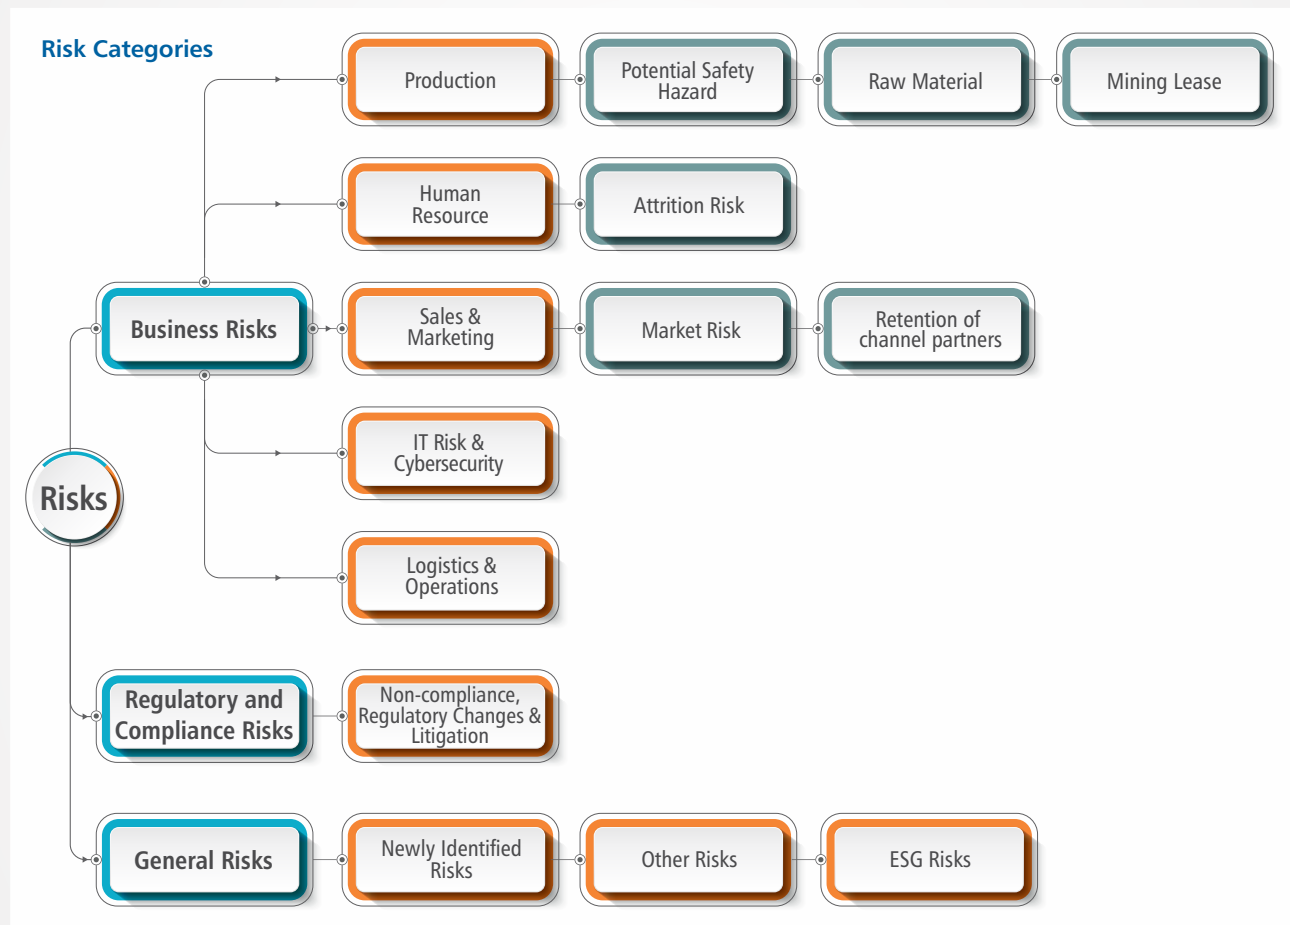 Risk Categories
Production
Potential Safety
Hazard
Raw Material
Mining Lease
Human
Resource
Attrition Risk
Business Risks
Sales &
Marketing
Market Risk
Retention of
channel partners
IT Risk &
Cybersecurity
Risks
Logistics &
Operations
Regulatory and
Compliance Risks
Non-compliance,
Regulatory Changes &
Litigation
General Risks
Newly Identified
Risks
Other Risks
ESG Risks